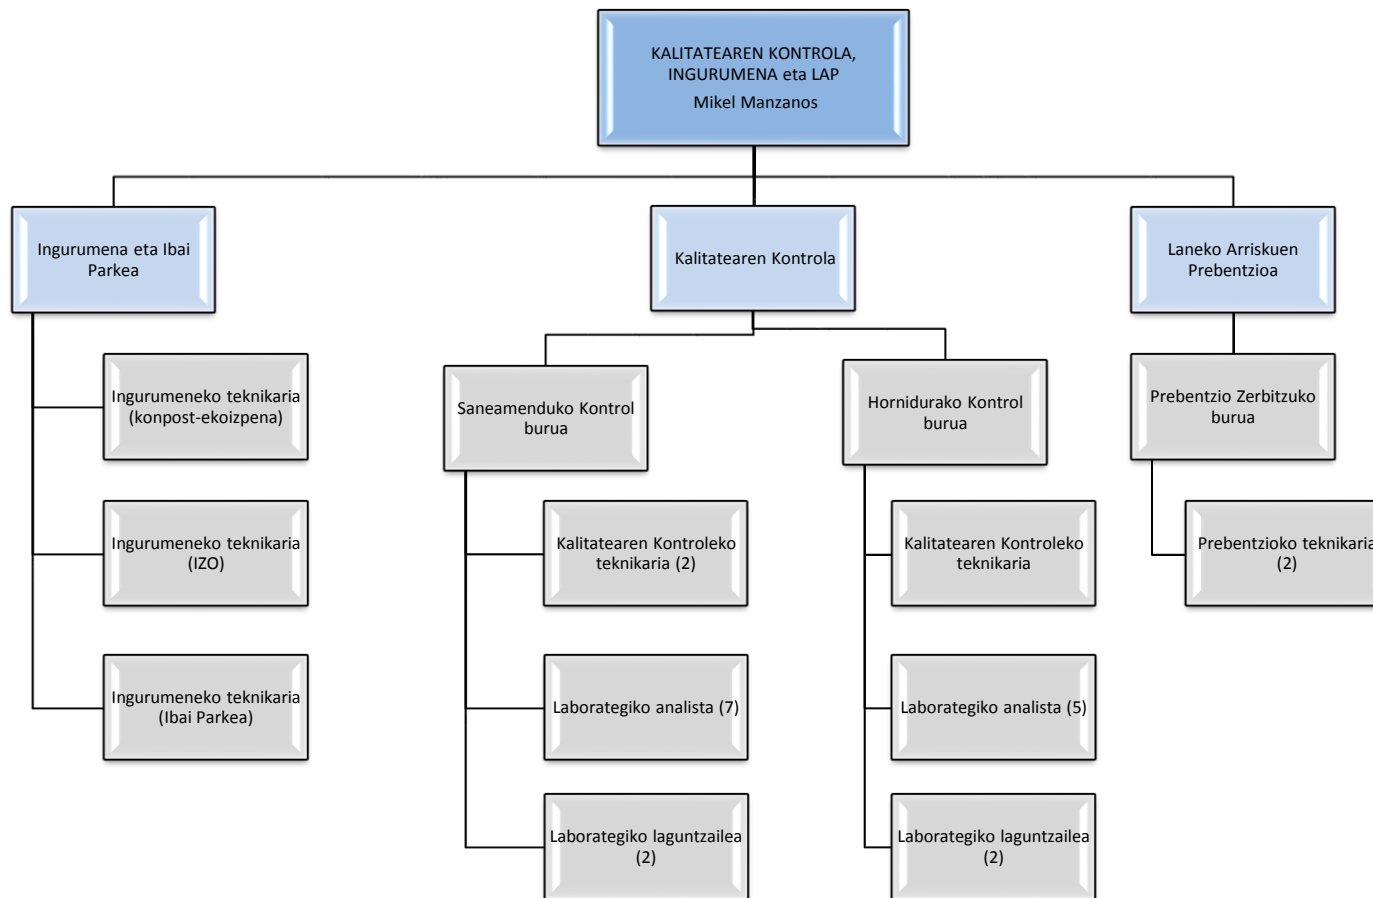 KALITATEAREN KONTROLA,
INGURUMENA eta LAP
Mikel Manzanos
Ingurumena eta Ibai
Parkea
Kalitatearen Kontrola
Laneko Arriskuen
Prebentzioa
Ingurumeneko teknikaria
(konpost-ekoizpena)
Saneamenduko Kontrol
burua
Hornidurako Kontrol
burua
Prebentzio Zerbitzuko
burua
Ingurumeneko teknikaria
(IZO)
Kalitatearen Kontroleko
teknikaria (2)
Kalitatearen Kontroleko
teknikaria
Prebentzioko teknikaria
(2)
Ingurumeneko teknikaria
(Ibai Parkea)
Laborategiko analista (7)
Laborategiko analista (5)
Laborategiko laguntzailea
(2)
Laborategiko laguntzailea
(2)